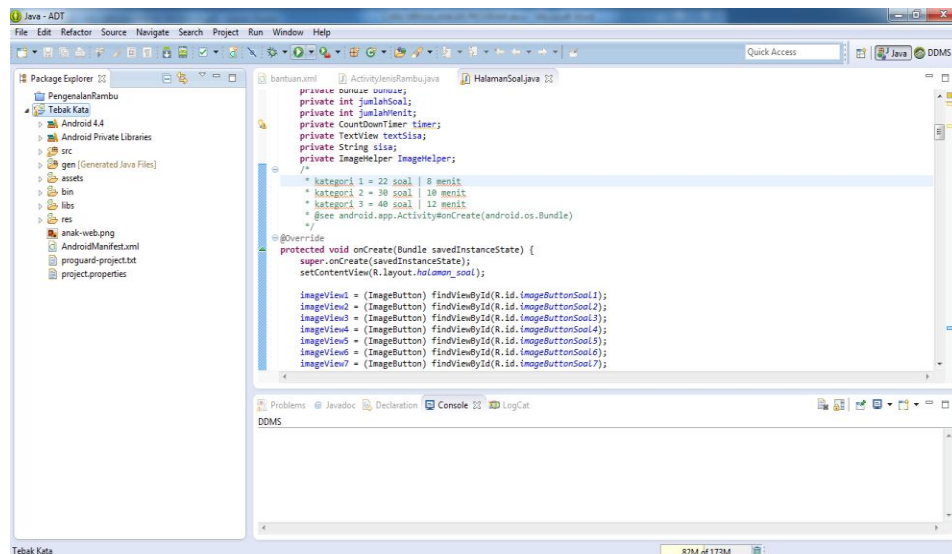 Java - ADT
File Edit Refactor Source Navigate Search Project Run Window Help
Quick Access
Java
DDMS
Package Explorer
PengenalanRambu
Tebak Kata
Android 4.4
Android Private Libraries
src
gen [Generated Java Files]
assets
bin
libs
res
anak-web.png
AndroidManifest.xml
proguard-project.txt
project.properties
bantuan.xml
ActivityJenisRambu.java
HalamanSoal.java
private Bundle bundle;
private int jumlahSoal;
private int jumlahMenit;
private CountDownTimer timer;
private TextView textSisa;
private String sisa;
private ImageHelper ImageHelper;
/*
* kategori 1 = 22 soal | 8 menit
* kategori 2 = 30 soal | 10 menit
* kategori 3 = 40 soal | 12 menit
* @see android.app.Activity#onCreate(android.os.Bundle)
*/
@Override
protected void onCreate(Bundle savedInstanceState) {
super.onCreate(savedInstanceState);
setContentView(R.layout.halaman_soal);
imageView1 = (ImageButton) findViewById(R.id.imageButtonSoal1);
imageView2 = (ImageButton) findViewById(R.id.imageButtonSoal2);
imageView3 = (ImageButton) findViewById(R.id.imageButtonSoal3);
imageView4 = (ImageButton) findViewById(R.id.imageButtonSoal4);
imageView5 = (ImageButton) findViewById(R.id.imageButtonSoal5);
imageView6 = (ImageButton) findViewById(R.id.imageButtonSoal6);
imageView7 = (ImageButton) findViewById(R.id.imageButtonSoal7);
Problems @ Javadoc Declaration Console LogCat
DDMS
Tebak Kata
82M of 173M